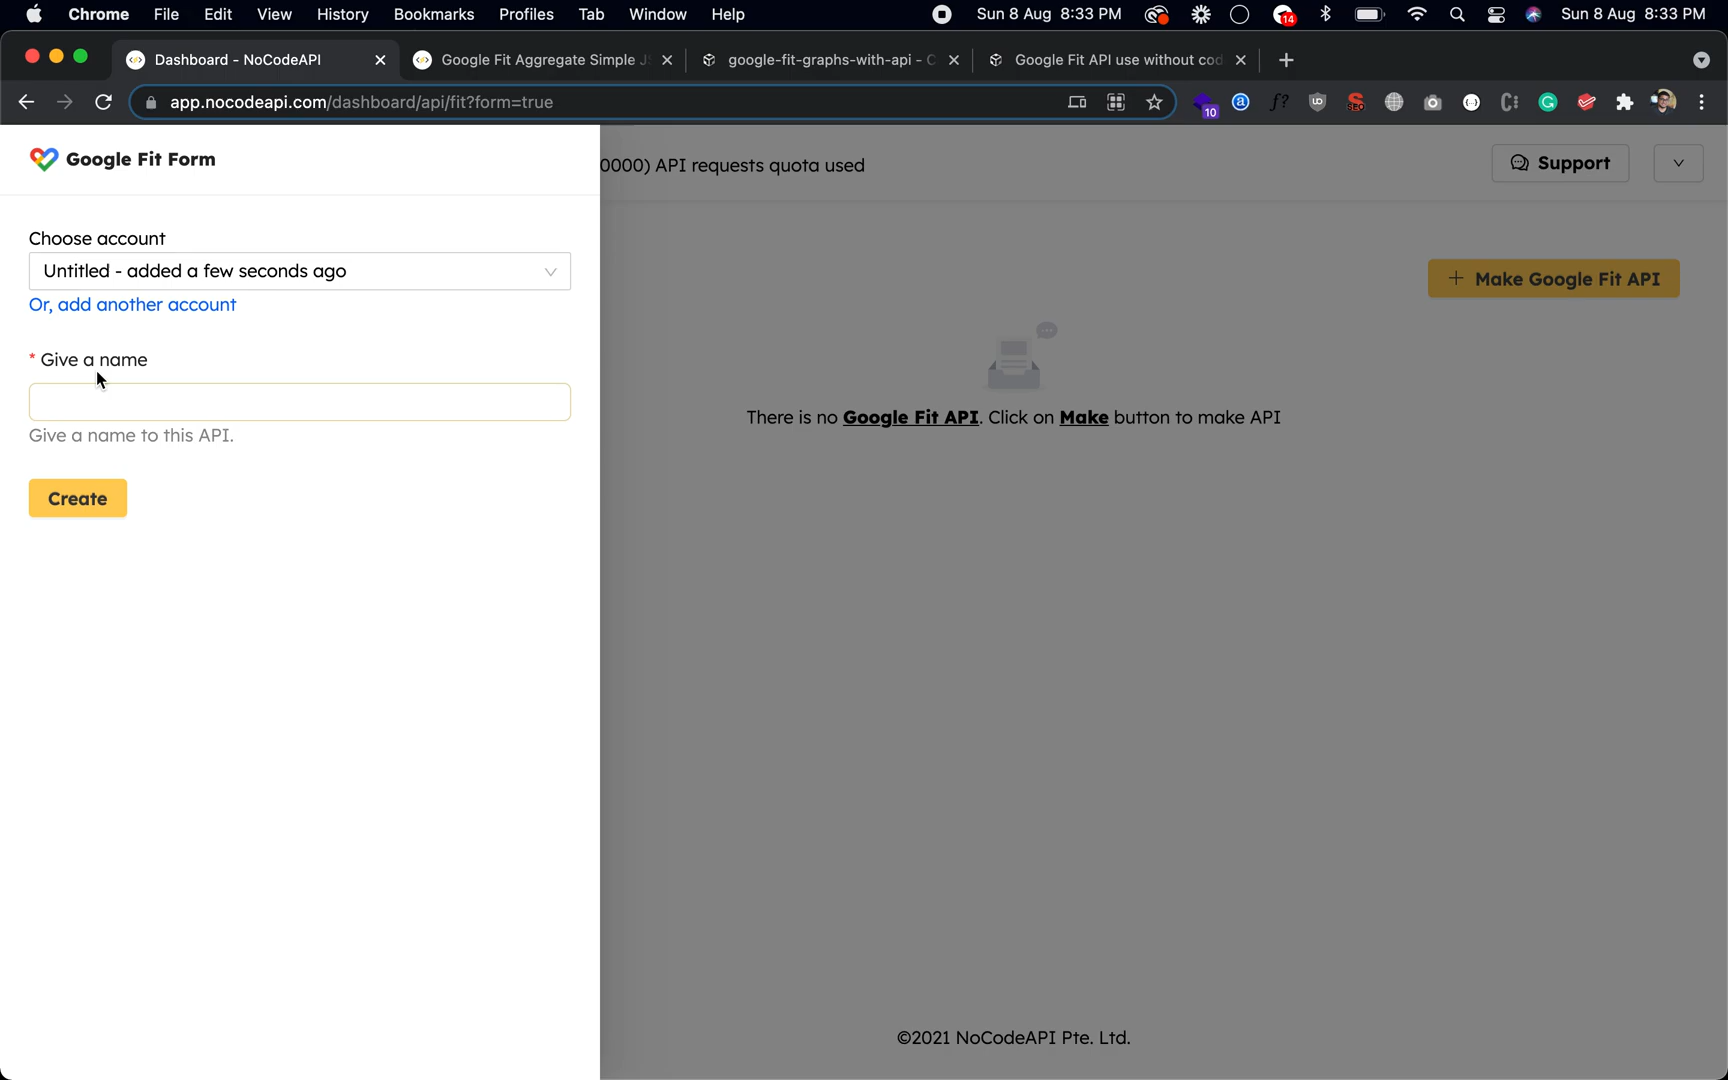 Chrome File Edit View History Bookmarks Profiles Tab Window Help 14 Sun 8 Aug 8:33 PM Sun 8 Aug 8:33 PM
Dashboard - NoCodeAPI Google Fit Aggregate Simple google-fit-graphs-with-api - Google Fit API use without
app.nocodeapi.com/dashboard/api/fit?form=true 10 f? SEO
Google Fit Form
0000) API requests quota used
Support
Choose account
Untitled - added a few seconds ago
Or, add another account
+ Make Google Fit API
* Give a name
There is no Google Fit API. Click on Make button to make API
Give a name to this API.
Create
©2021 NoCodeAPI Pte. Ltd.